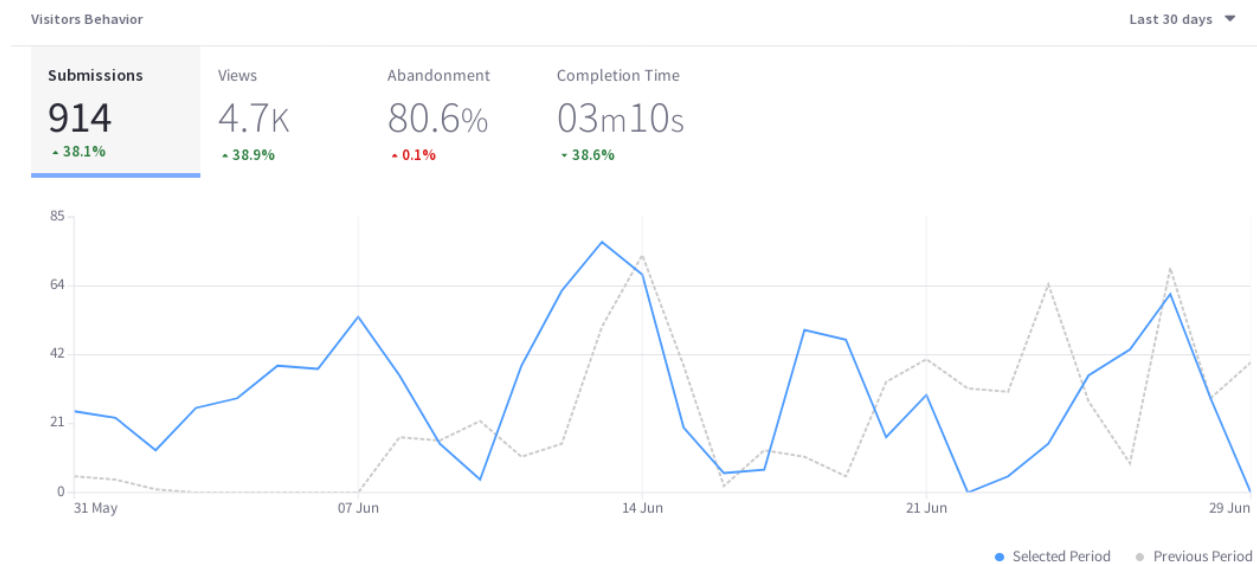 Visitors Behavior Last 30 days
Submissions Views Abandonment Completion Time
914 4.7K 80.6% 03m10s
38.1% 38.9% 0.1% 38.6%
85
64
42
21
0
31 May 07 Jun 14 Jun 21 Jun 29 Jun
Selected Period Previous Period